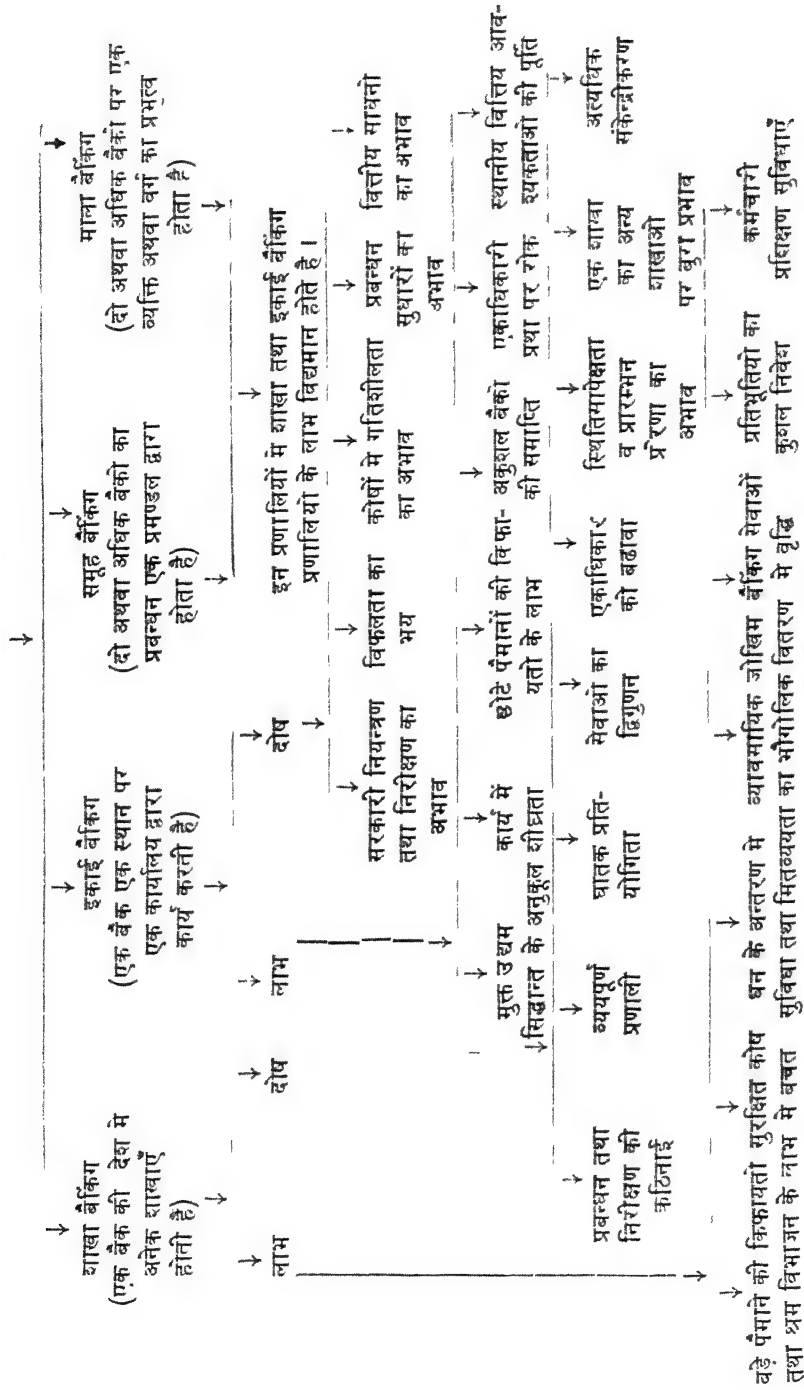 शाखा बैंकिंग
(एक बैंक की देश मे
अनेक शाखाएँ
होती हैं)
इकाई बैंकिंग
(एक बैंक एक स्थान पर
एक कार्यालय द्वारा
कार्य करती है)
समूह बैंकिंग
(दो अथवा अधिक बैको का
प्रबन्धन एक प्रमण्डल द्वारा
होता है)
माला बैंकिंग
(दो अथवा अधिक बैंको पर एक
व्यक्ति अथवा वर्ग का प्रभुत्व
होता है)
लाभ
दोष
लाभ
दोष
इन प्रणालियों मे शाखा तथा इकाई बैंकिंग
प्रणालियों के लाभ विद्यमान होते है।
सरकारी नियन्त्रण
तथा निरीक्षण का
अभाव
विफलता का
भय
कोषों मे गतिशीलता
का अभाव
प्रबन्धन
सुधारों का
अभाव
वित्तीय साधनो
का अभाव
मुक्त उद्यम
सिद्धान्त के अनुकूल
कार्य में
शीघ्रता
छोटे पैमानों की किफा-
यतो के लाभ
अकुशल बैको
की समाप्ति
एकाधिकारी
प्रथा पर रोक
स्थानीय वित्तिय आव-
श्यकताओं की पूर्ति
प्रबन्धन तथा
निरीक्षण की
कठिनाई
व्ययपूर्ण
प्रणाली
घातक प्रति-
योगिता
सेवाओं का
द्विगुणन
एकाधिकार
को बढावा
स्थितिसापेक्षता
व प्रारम्भन
प्रेरणा का
अभाव
एक शाखा
का अन्य
शाखाओ
पर बुरा प्रभाव
अत्यधिक
संकेन्द्रीकरण
बड़े पैमाने की किफायतो
तथा श्रम विभाजन के लाभ
सुरक्षित कोष
मे बचत
धन के अन्तरण मे
सुविधा तथा मितव्ययता
व्यावसायिक जोखिम
का भौगोलिक वितरण
बैंकिंग सेवाओं
मे वृद्धि
प्रतिभूतियो का
कुशल निवेश
कर्मचारी
प्रशिक्षण सुविधाएँ